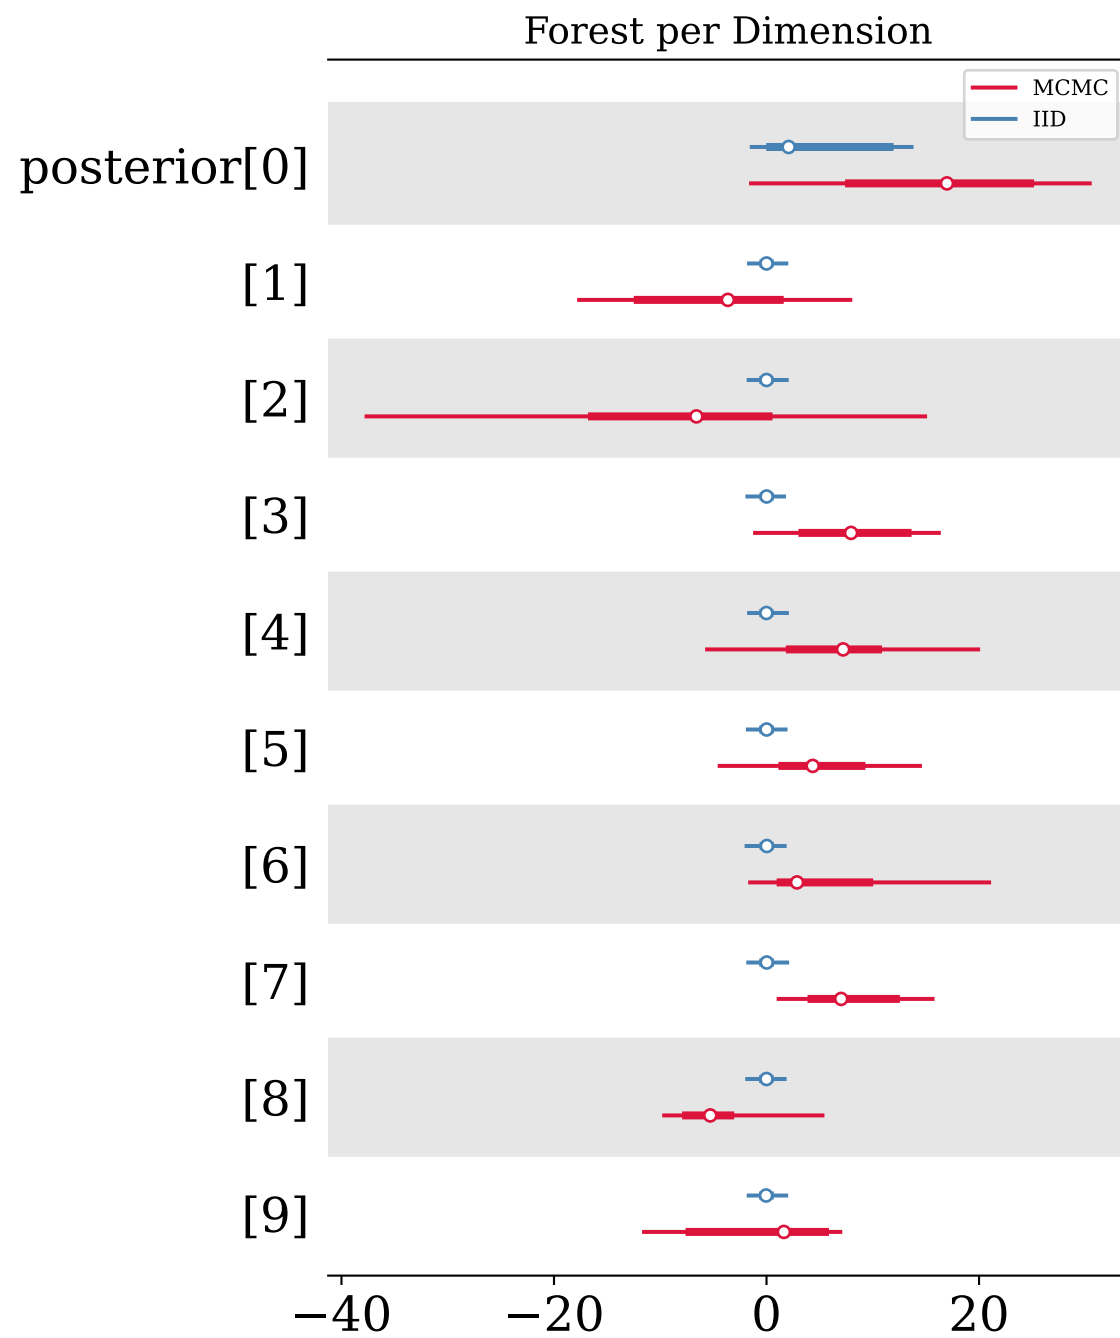 Forest per Dimension
MCMC
IID
posterior[0]
[1]
[2]
[3]
[4]
[5]
[6]
[7]
[8]
[9]
−40 −20 0 20